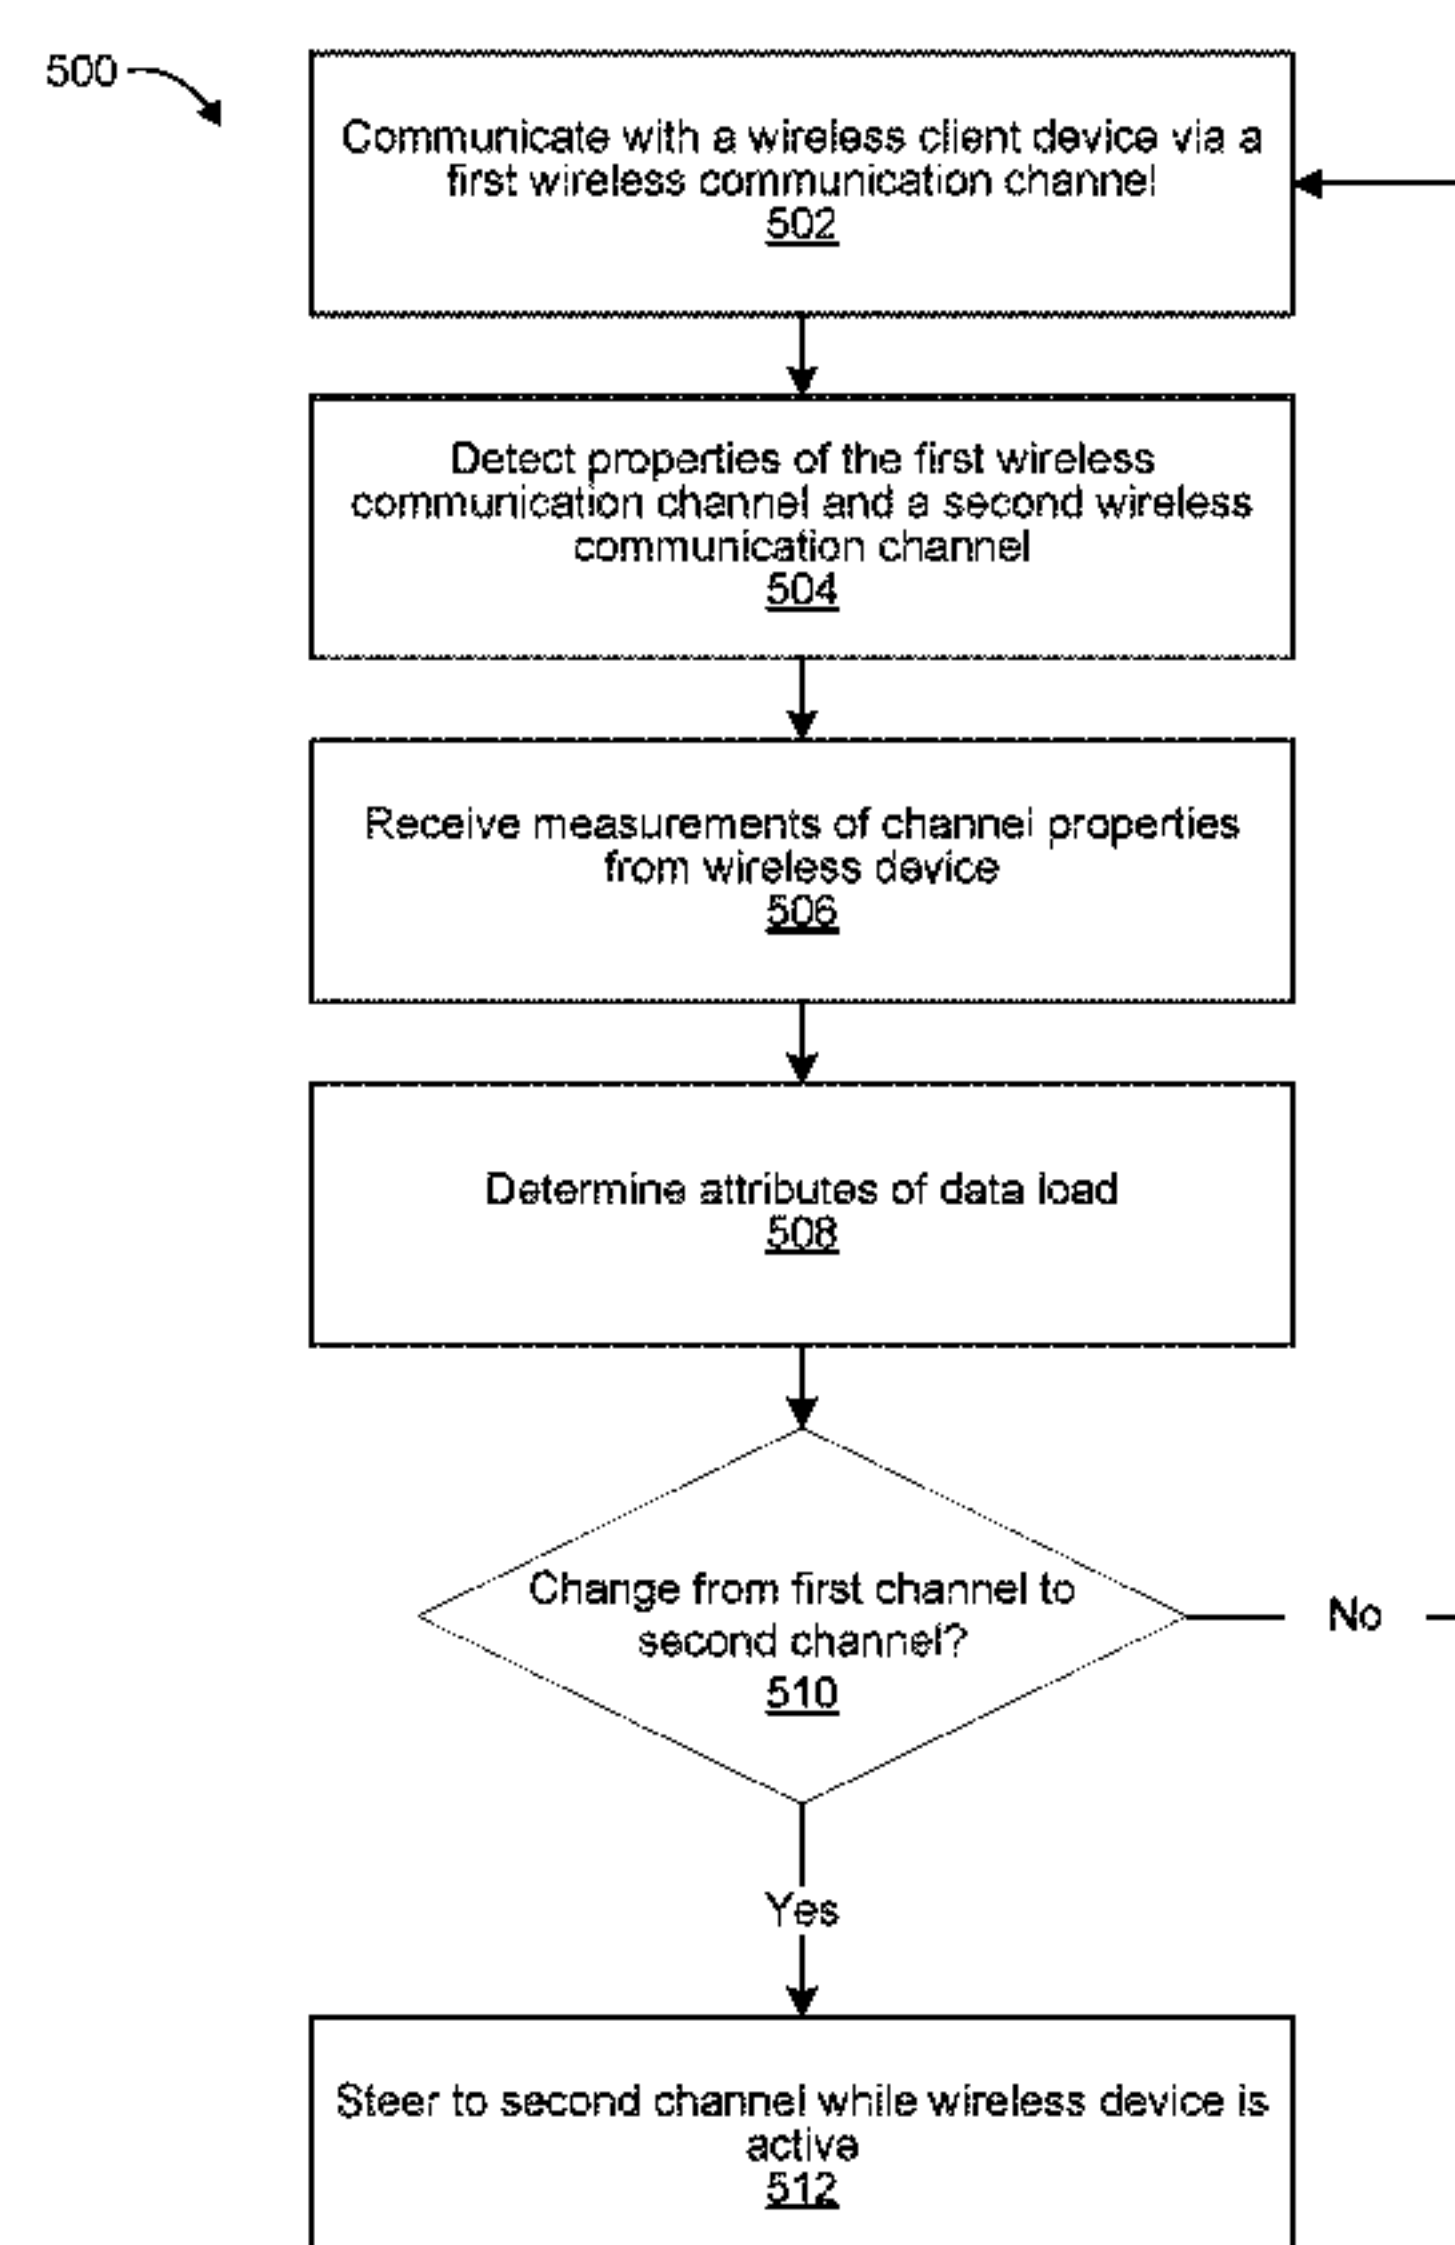 500
Communicate with a wireless client device via a
first wireless communication channel
502
Detect properties of the first wireless
communication channel and a second wireless
communication channel
504
Receive measurements of channel properties
from wireless device
506
Determine attributes of data load
508
Change from first channel to
second channel?
510
No
Yes
Steer to second channel while wireless device is
active
512